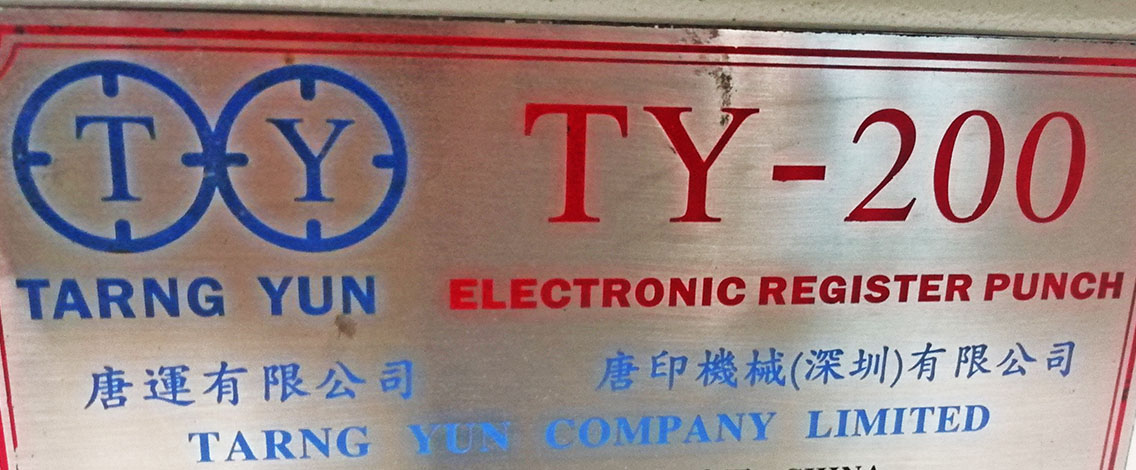 T Y TY-200
TARNG YUN ELECTRONIC REGISTER PUNCH
唐運有限公司 唐印機械(深圳)有限公司
TARNG YUN COMPANY LIMITED
CHINA